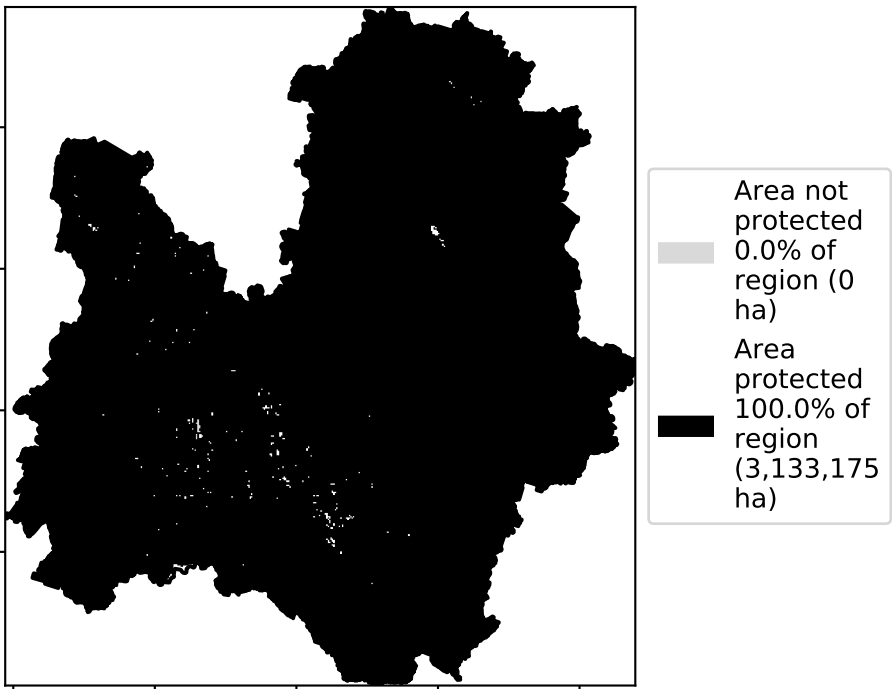 Area not
protected
0.0% of
region (0
ha)
Area
protected
100.0% of
region
(3,133,175
ha)